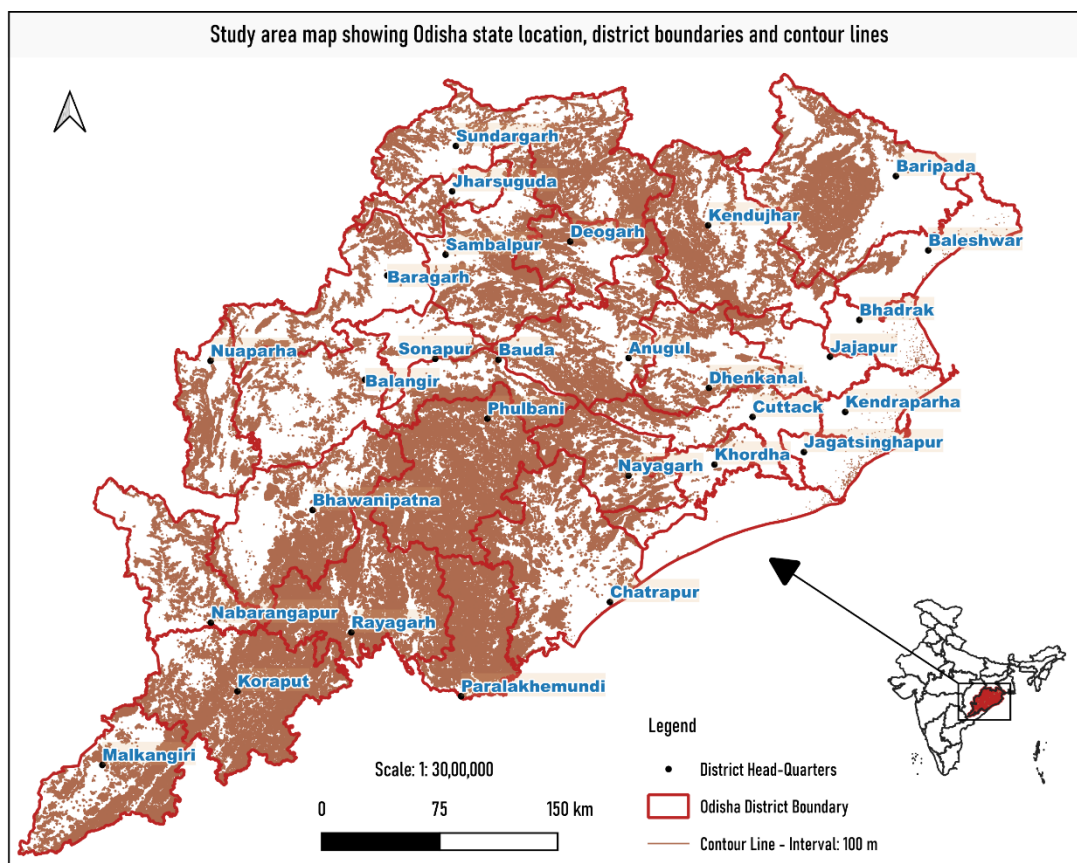 Study area map showing Odisha state location, district boundaries and contour lines
Sundargarh
Baripada
Jharsuguda
Kendujhar
Deogarh
Sambalpur
Baleshwar
Baragarh
Bhadrak
Nuaparha
Sonapur
Bauda
Anugul
Jajapur
Balangir
Dhenkanal
Phulbani
Cuttack
Kendraparha
Nayagarh
Khordha
Jagatsinghapur
Bhawanipatna
Chatrapur
Nabarangapur
Rayagarh
Koraput
Paralakhemundi
Malkangiri
Legend
Scale: 1: 30,00,000
District Head-Quarters
0 75 150 km
Odisha District Boundary
Contour Line - Interval: 100 m